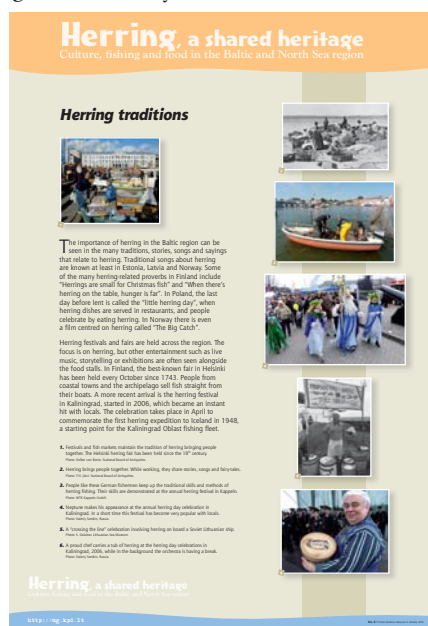 Herring, a shared heritage
Culture, fishing and food in the Baltic and North Sea region
Herring traditions
The importance of herring in the Baltic region can be
seen in the many traditions, stories, songs and sayings
that relate to herring. Traditional songs about herring
are known at least in Estonia, Latvia and Norway. Some
of the many herring-related proverbs in Finland include
"Herrings are small for Christmas fish" and "When there's
herring on the table, hunger is far". In Poland, the last
day before lent is called the "little herring day", when
herring dishes are served in restaurants, and people
celebrate by eating herring. In Norway there is even
a film centred on herring called "The Big Catch".
Herring festivals and fairs are held across the region. The
focus is on herring, but other entertainment such as live
music, storytelling or exhibitions are often seen alongside
the food stalls. In Finland, the best-known fair in Helsinki
has been held every October since 1743. People from
coastal towns and the archipelago sell fish straight from
their boats. A more recent arrival is the herring festival
in Kaliningrad, started in 2006, which became an instant
hit with locals. The celebration takes place in April to
commemorate the first herring expedition to Iceland in 1948,
a starting point for the Kaliningrad Oblast fishing fleet.
1. Festivals and fish markets maintain the tradition of herring bringing people
together. The Helsinki herring fair has been held since the 18th century.
2. Herring brings people together. While working, they share stories, songs and fairy-tales.
3. People like these German fishermen keep up the traditional skills and methods of
herring fishing. Their skills are demonstrated at the annual herring festival in Kappeln.
4. Neptune makes his appearance at the annual herring day celebration in
Kaliningrad. In a short time this festival has become very popular with locals.
5. A "crossing the line" celebration involving herring on board a Soviet Lithuanian ship.
6. A proud chef carries a tub of herring at the herring day celebrations in
Kaliningrad, 2006, while in the background the orchestra is having a break.
Herring, a shared heritage
Culture, fishing and food in the Baltic and North Sea region
http://mg.kpd.lt